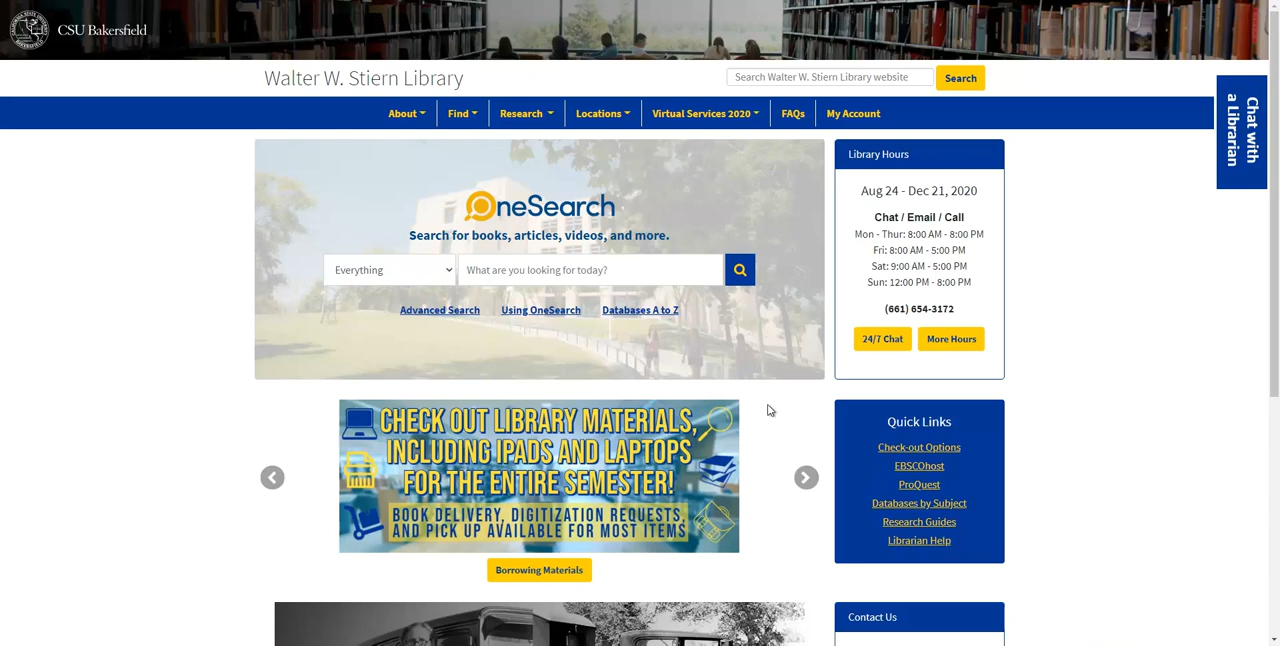 CSU Bakersfield
Walter W. Stiern Library
Search Walter W. Stiern Library website
Search
About
Find
Research
Locations
Virtual Services 2020
FAQs
My Account
Chat with
a Librarian
OneSearch
Search for books, articles, videos, and more.
Everything
What are you looking for today?
Advanced Search
Using OneSearch
Databases A to Z
Library Hours
Aug 24 - Dec 21, 2020
Chat / Email / Call
Mon - Thur: 8:00 AM - 8:00 PM
Fri: 8:00 AM - 5:00 PM
Sat: 9:00 AM - 5:00 PM
Sun: 12:00 PM - 8:00 PM
(661) 654-3172
24/7 Chat
More Hours
CHECK OUT LIBRARY MATERIALS,
INCLUDING IPADS AND LAPTOPS
FOR THE ENTIRE SEMESTER!
BOOK DELIVERY, DIGITIZATION REQUESTS,
AND PICK UP AVAILABLE FOR MOST ITEMS
Borrowing Materials
Quick Links
Check-out Options
EBSCOhost
ProQuest
Databases by Subject
Research Guides
Librarian Help
Contact Us